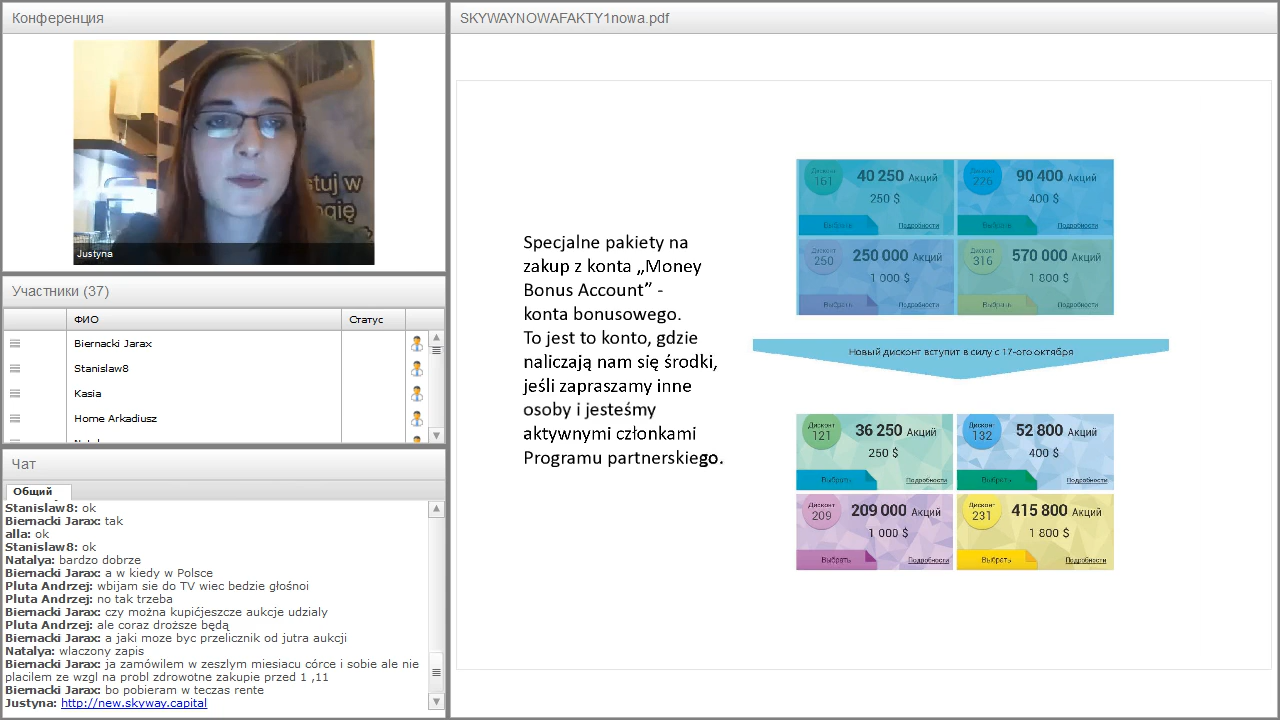 Конференция
stuj w
ogię
Justyna
Участники (37)
ФИО
Статус
Biernacki Jarax
Stanislaw8
Kasia
Home Arkadiusz
Чат
Общий
Stanislaw8: ok
Biernacki Jarax: tak
alla: ok
Stanislaw8: ok
Natalya: bardzo dobrze
Biernacki Jarax: a w kiedy w Polsce
Pluta Andrzej: wbijam sie do TV wiec bedzie głośnoi
Pluta Andrzej: no tak trzeba
Biernacki Jarax: czy można kupićjeszcze aukcje udzialy
Pluta Andrzej: ale coraz droższe będą
Biernacki Jarax: a jaki moze byc przelicznik od jutra aukcji
Natalya: wlaczony zapis
Biernacki Jarax: ja zamówilem w zeszlym miesiacu córce i sobie ale nie
placilem ze wzgl na probl zdrowotne zakupie przed 1 ,11
Biernacki Jarax: bo pobieram w teczas rente
Justyna: http://new.skyway.capital
SKYWAYNOWAFAKTY1nowa.pdf
Specjalne pakiety na
zakup z konta „Money
Bonus Account” -
konta bonusowego.
To jest to konto, gdzie
naliczają nam się środki,
jeśli zapraszamy inne
osoby i jesteśmy
aktywnymi członkami
Programu partnerskiego.
Дисконт
161
40 250 Акций
250 $
Выбрать
Подробности
Дисконт
226
90 400 Акций
400 $
Выбрать
Подробности
Дисконт
250
250 000 Акций
1 000 $
Выбрать
Подробности
Дисконт
316
570 000 Акций
1 800 $
Выбрать
Подробности
Новый дисконт вступит в силу с 17-ого октября
Дисконт
121
36 250 Акций
250 $
Выбрать
Подробности
Дисконт
132
52 800 Акций
400 $
Выбрать
Подробности
Дисконт
209
209 000 Акций
1 000 $
Выбрать
Подробности
Дисконт
231
415 800 Акций
1 800 $
Выбрать
Подробности